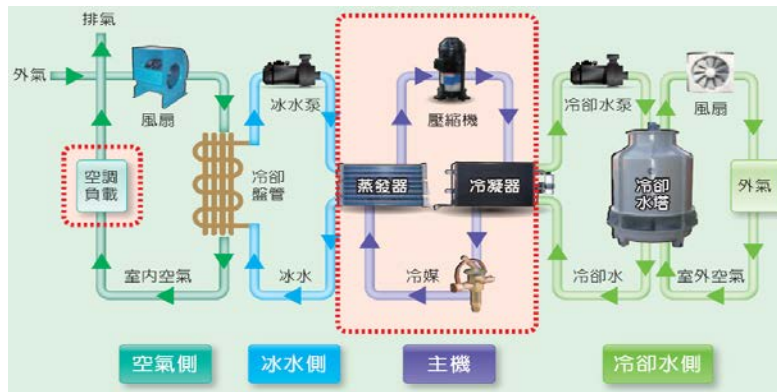 排氣
外氣
風扇
冰水泵
壓縮機
冷卻水泵
風扇
空調
負載
冷卻
盤管
蒸發器
冷凝器
冷卻
水塔
外氣
室內空氣
冰水
冷媒
冷卻水
室外空氣
空氣側
冰水側
主機
冷卻水側